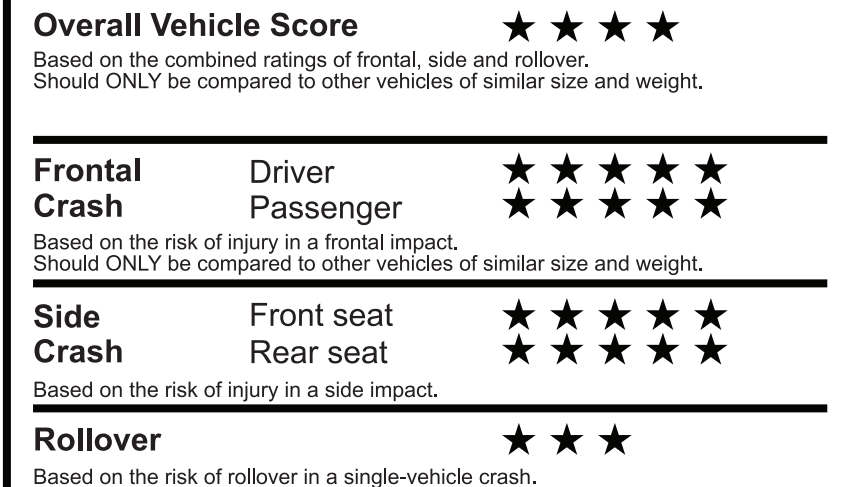 Overall Vehicle Score ★ ★ ★ ★
Based on the combined ratings of frontal, side and rollover.
Should ONLY be compared to other vehicles of similar size and weight.
Frontal Driver ★ ★ ★ ★ ★
Crash Passenger ★ ★ ★ ★ ★
Based on the risk of injury in a frontal impact.
Should ONLY be compared to other vehicles of similar size and weight.
Side Front seat ★ ★ ★ ★ ★
Crash Rear seat ★ ★ ★ ★ ★
Based on the risk of injury in a side impact.
Rollover ★ ★ ★
Based on the risk of rollover in a single-vehicle crash.